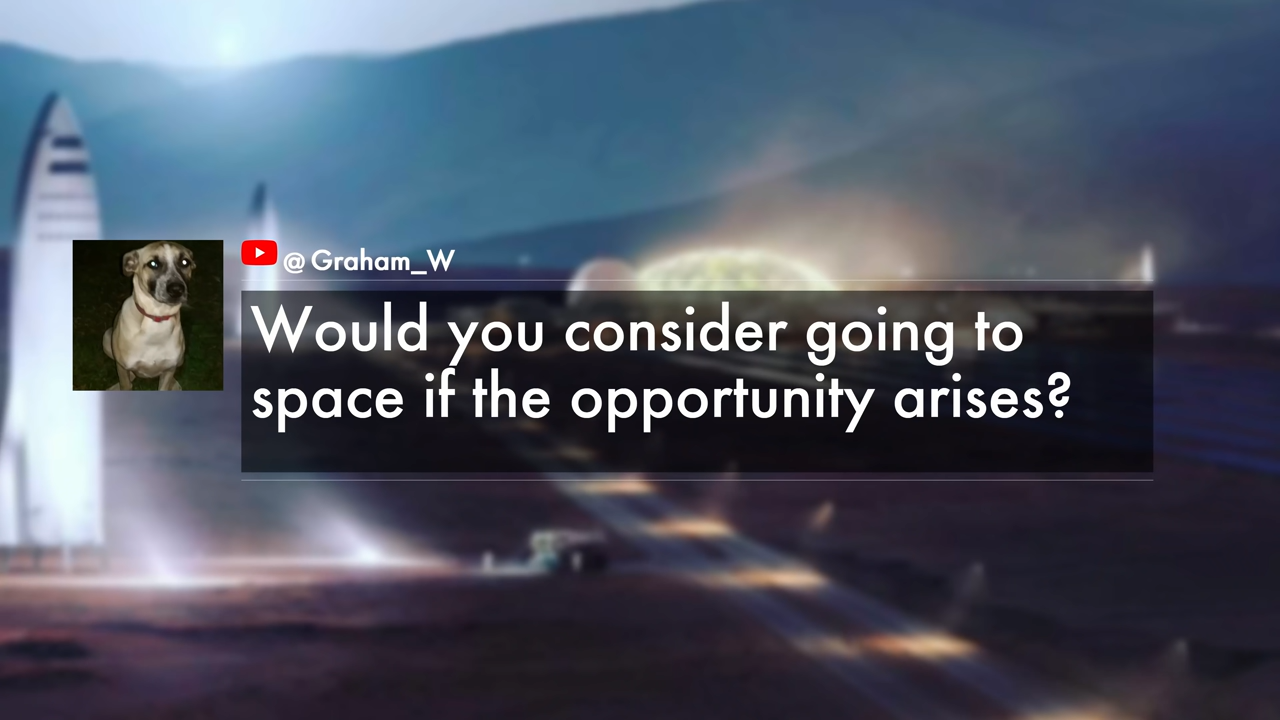 @Graham_W
Would you consider going to
space if the opportunity arises?